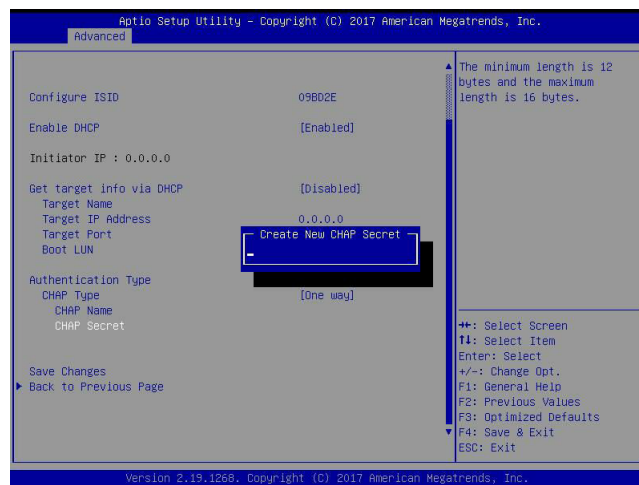 Aptio Setup Utility – Copyright (C) 2017 American Megatrends, Inc.
Advanced
Configure ISID 09BD2E
Enable DHCP [Enabled]
Initiator IP : 0.0.0.0
Get target info via DHCP [Disabled]
Target Name
Target IP Address 0.0.0.0
Target Port
Boot LUN
Create New CHAP Secret
Authentication Type
CHAP Type [One way]
CHAP Name
CHAP Secret
Save Changes
Back to Previous Page
The minimum length is 12
bytes and the maximum
length is 16 bytes.
→←: Select Screen
↑↓: Select Item
Enter: Select
+/-: Change Opt.
F1: General Help
F2: Previous Values
F3: Optimized Defaults
F4: Save & Exit
ESC: Exit
Version 2.19.1268. Copyright (C) 2017 American Megatrends, Inc.